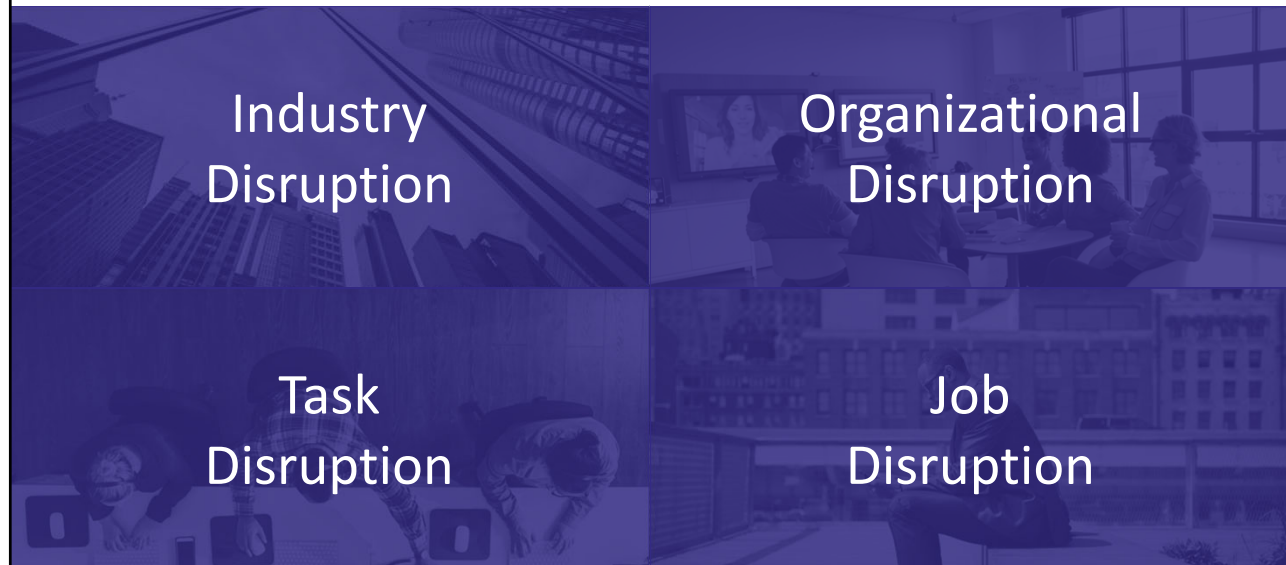 Industry
Disruption
Organizational
Disruption
Task
Disruption
Job
Disruption